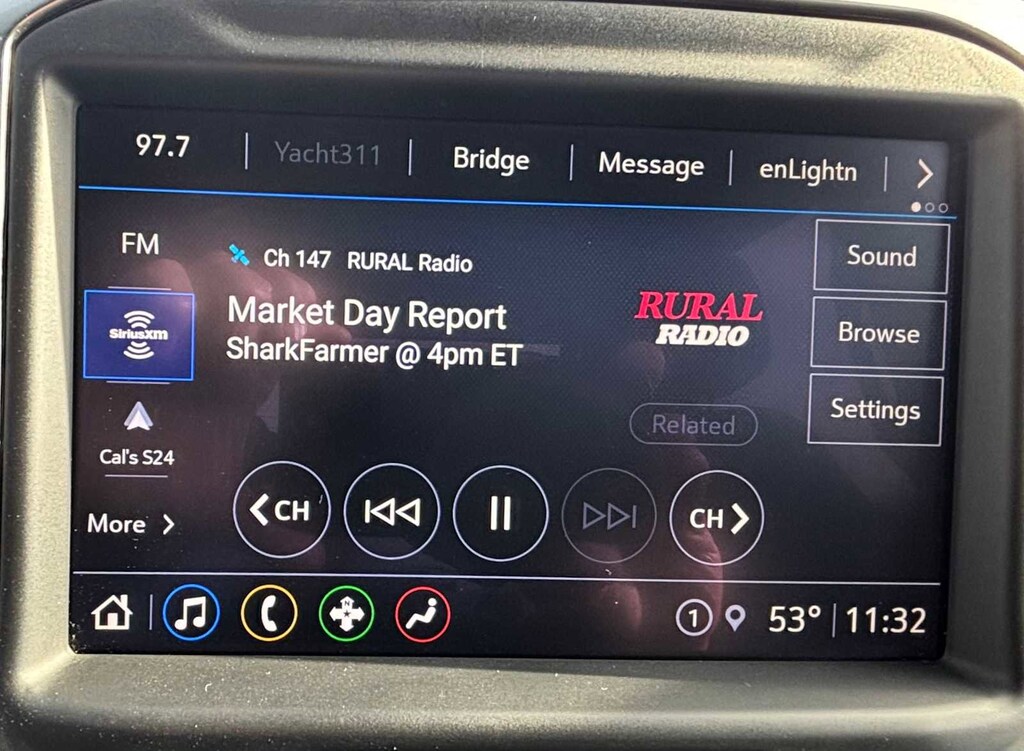 97.7 Yacht311 Bridge Message enLightn
FM
Ch 147 RURAL Radio
Sound
SiriusXM
Market Day Report
SharkFarmer @ 4pm ET
RURAL
RADIO
Browse
Related
Settings
Cal's S24
More
CH
CH
1 53° 11:32